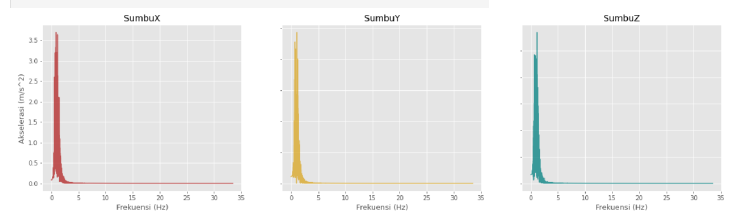 SumbuX
SumbuY
SumbuZ
Akselerasi (m/s^2)
3.5
3.0
2.5
2.0
1.5
1.0
0.5
0.0
0 5 10 15 20 25 30 35
0 5 10 15 20 25 30 35
0 5 10 15 20 25 30 35
Frekuensi (Hz)
Frekuensi (Hz)
Frekuensi (Hz)